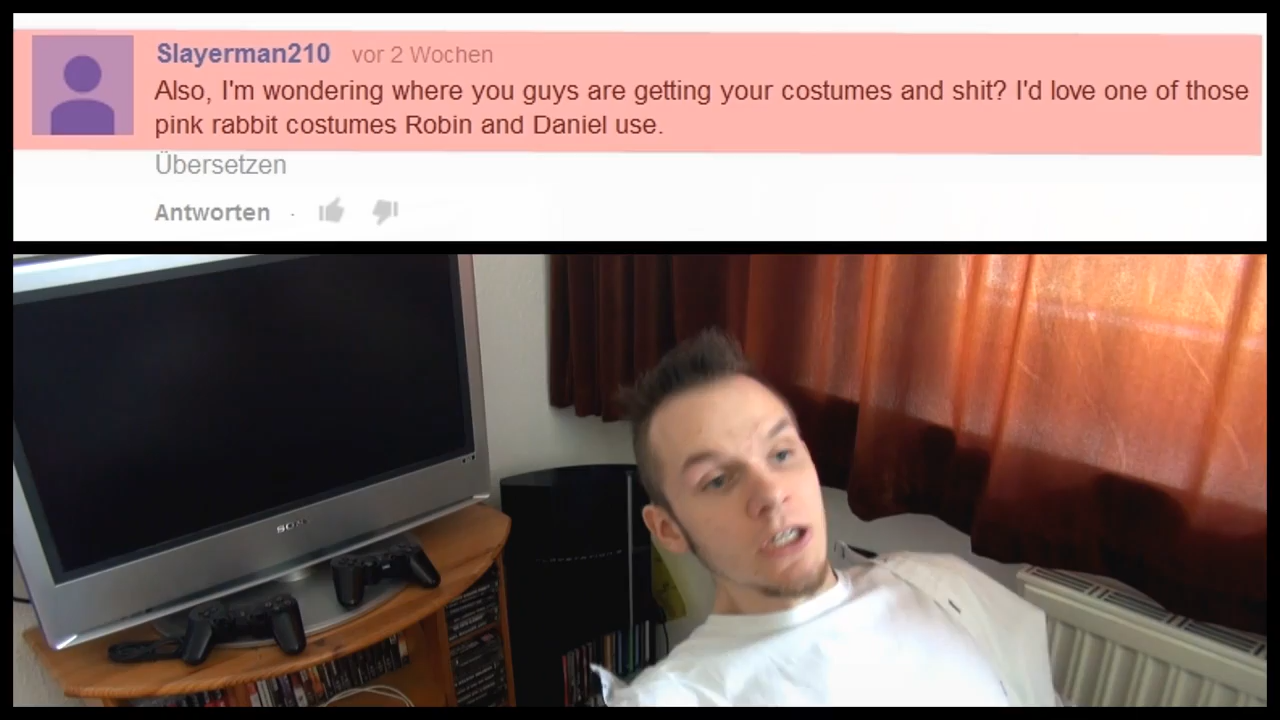 Slayerman210 vor 2 Wochen
Also, I'm wondering where you guys are getting your costumes and shit? I'd love one of those
pink rabbit costumes Robin and Daniel use.
Übersetzen
Antworten ·
SONY